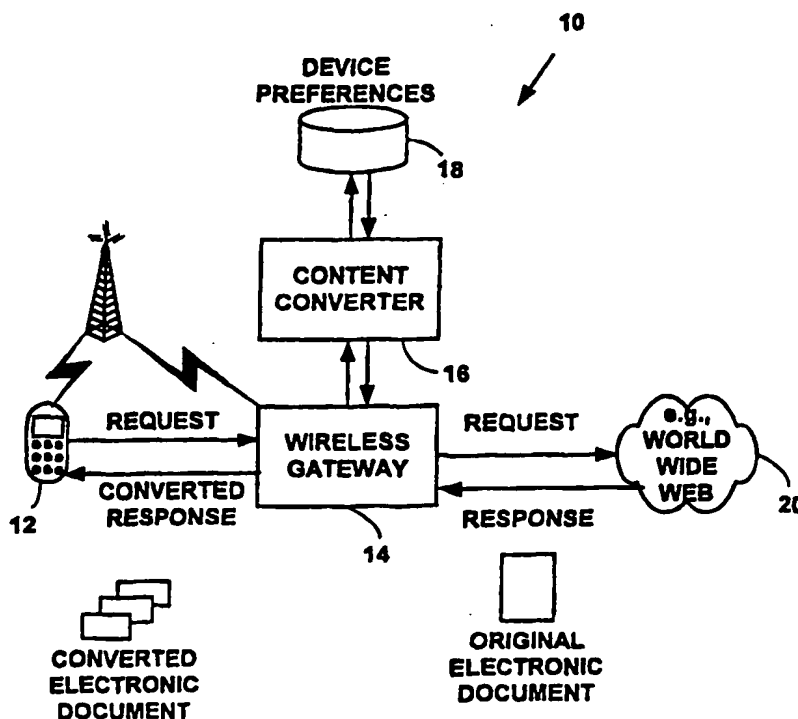 10
DEVICE
PREFERENCES
18
CONTENT
CONVERTER
16
REQUEST
WIRELESS
GATEWAY
REQUEST
e.g.,
WORLD
WIDE
WEB
12
CONVERTED
RESPONSE
14
RESPONSE
20
CONVERTED
ELECTRONIC
DOCUMENT
ORIGINAL
ELECTRONIC
DOCUMENT